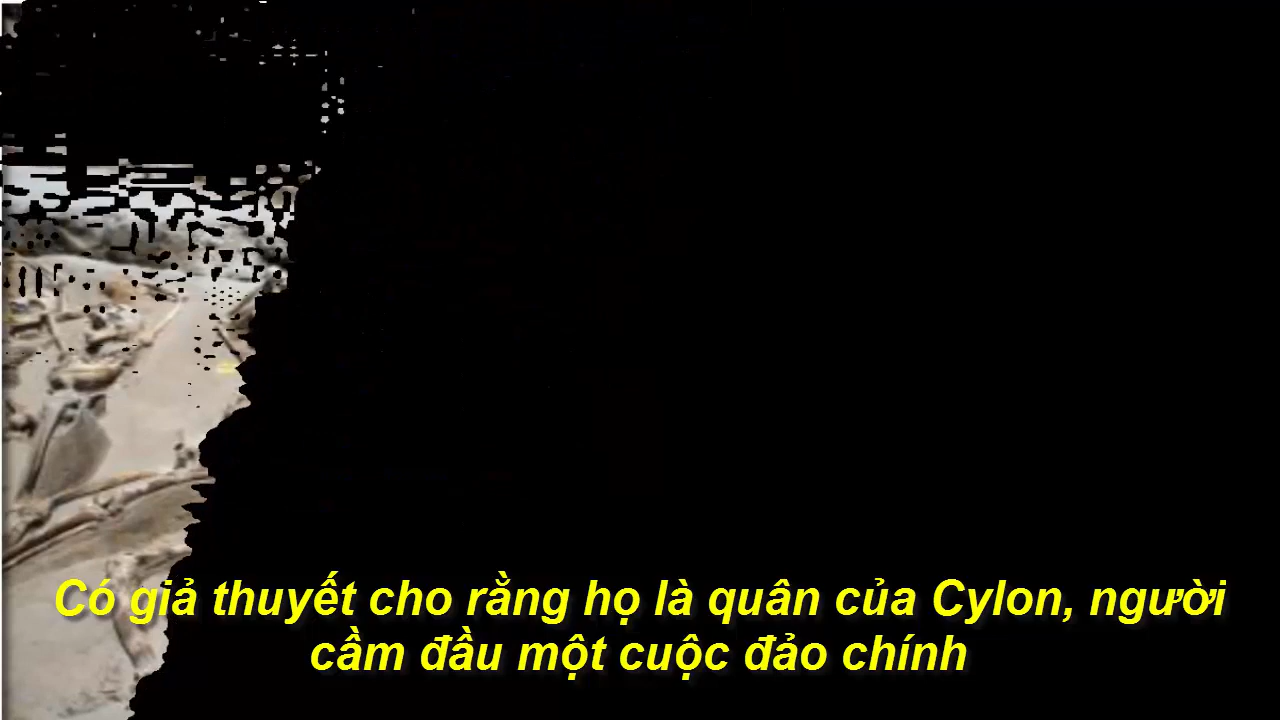 Có giả thuyết cho rằng họ là quân của Cylon, người
cầm đầu một cuộc đảo chính